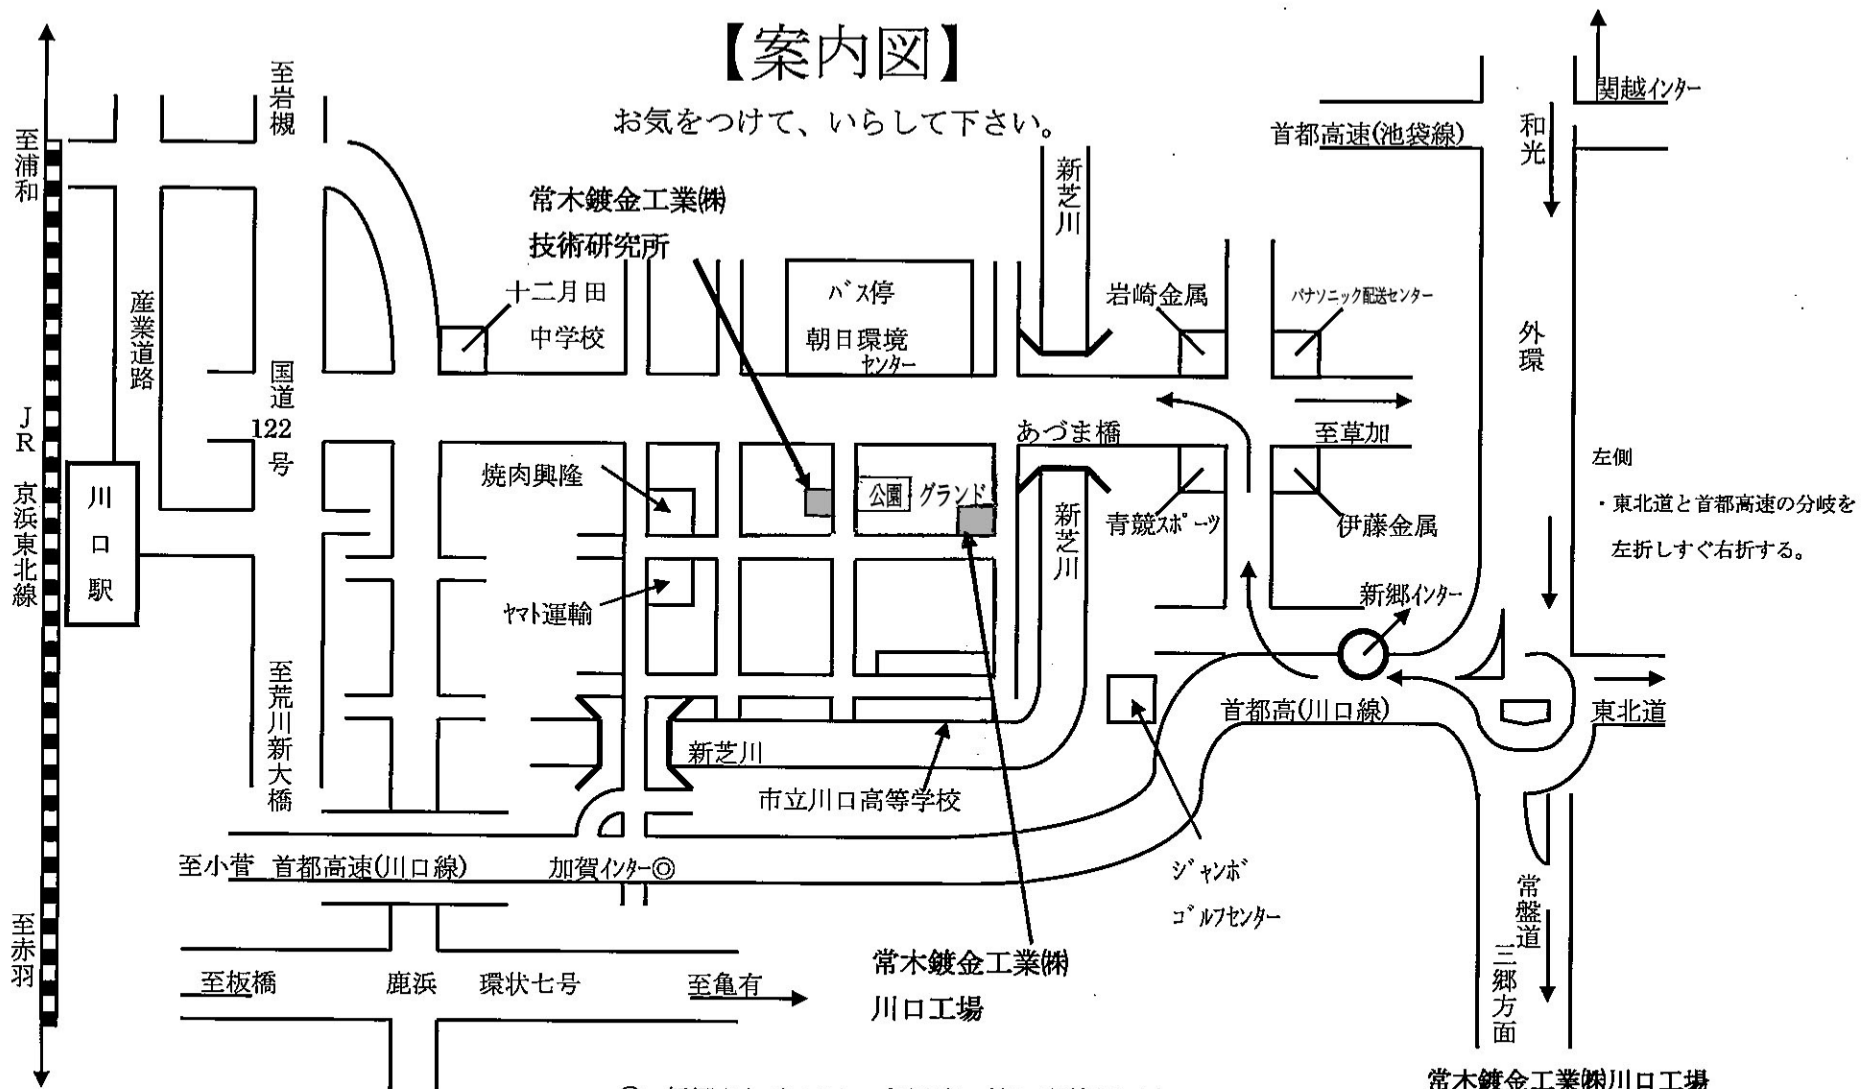 【案内図】
お気をつけて、いらして下さい。
至浦和
至岩槻
産業道路
国道
122
号
JR 京浜東北線
川口駅
至荒川新大橋
至赤羽
常木鍍金工業㈱
技術研究所
十二月田
中学校
バス停
朝日環境
センター
新芝川
岩崎金属
パナソニック配送センター
首都高速(池袋線)
関越インター
和光
外環
焼肉興隆
公園・グランド
あづま橋
至草加
青競スポーツ
伊藤金属
左側
・東北道と首都高速の分岐を
左折しすぐ右折する。
新芝川
ヤマト運輸
新郷インター
首都高(川口線)
東北道
新芝川
市立川口高等学校
至小菅 首都高速(川口線)
加賀インター◎
ジャンボ
ゴルフセンター
常盤道
三郷方面
常木鍍金工業㈱
川口工場
至板橋
鹿浜
環状七号
至亀有
常木鍍金工業㈱川口工場